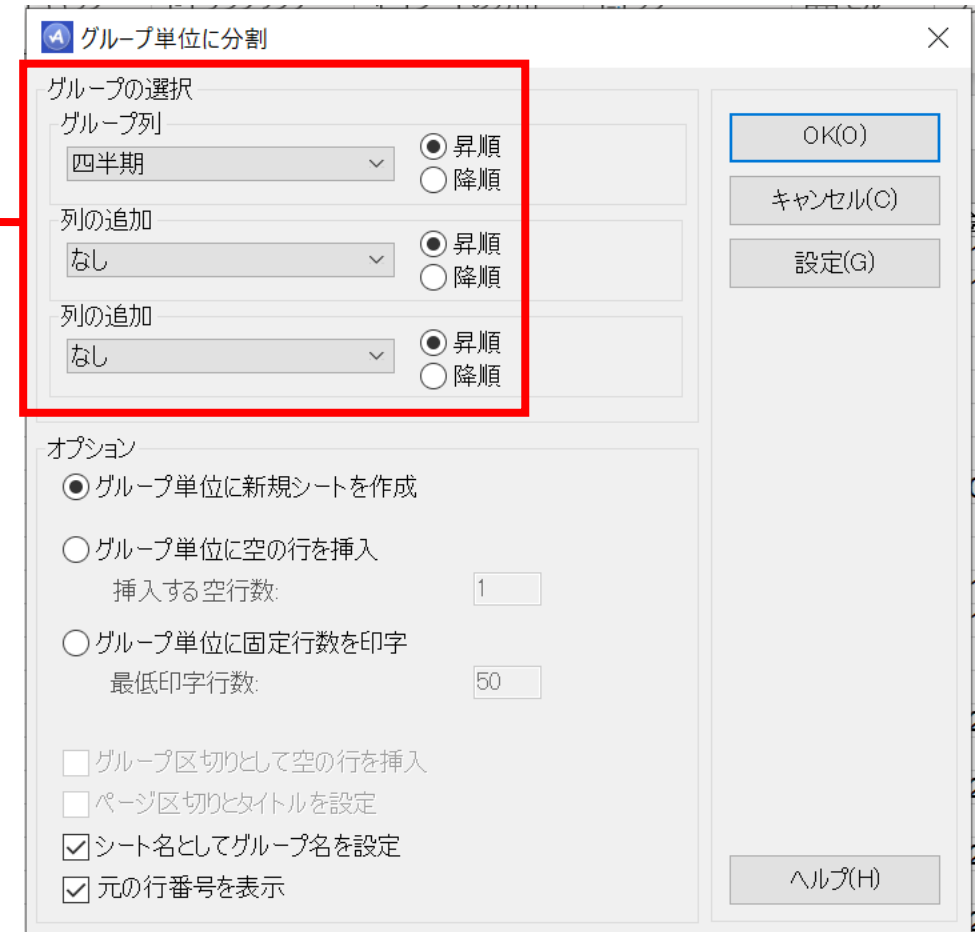 グループ単位に分割
グループの選択
グループ列
四半期
昇順
降順
列の追加
なし
昇順
降順
列の追加
なし
昇順
降順
OK(O)
キャンセル(C)
設定(G)
オプション
グループ単位に新規シートを作成
グループ単位に空の行を挿入
挿入する空行数: 1
グループ単位に固定行数を印字
最低印字行数: 50
グループ区切りとして空の行を挿入
ページ区切りとタイトルを設定
シート名としてグループ名を設定
元の行番号を表示
ヘルプ(H)